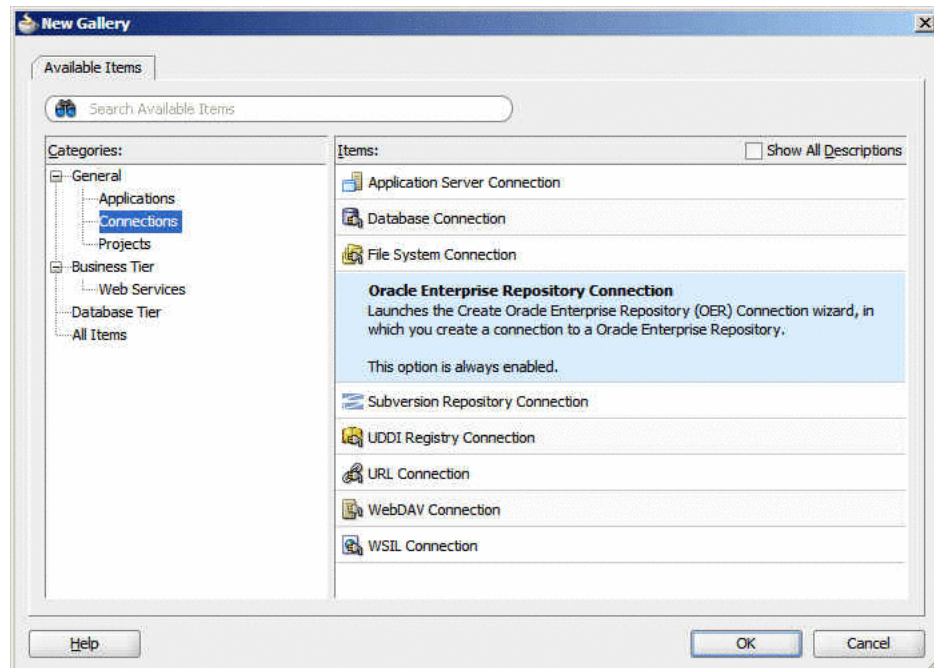 New Gallery
Available Items
Search Available Items
Categories:
General
Applications
Connections
Projects
Business Tier
Web Services
Database Tier
All Items
Items:
Show All Descriptions
Application Server Connection
Database Connection
File System Connection
Oracle Enterprise Repository Connection
Launches the Create Oracle Enterprise Repository (OER) Connection wizard, in
which you create a connection to a Oracle Enterprise Repository.
This option is always enabled.
Subversion Repository Connection
UDDI Registry Connection
URL Connection
WebDAV Connection
WSIL Connection
Help
OK
Cancel